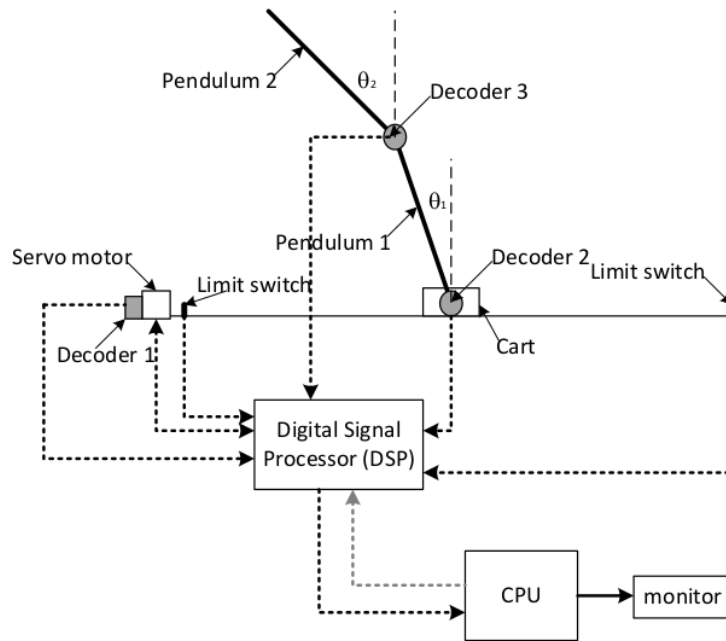 Pendulum 2
θ2
Decoder 3
θ1
Pendulum 1
Servo motor
Limit switch
Decoder 2
Limit switch
Decoder 1
Cart
Digital Signal
Processor (DSP)
CPU
monitor